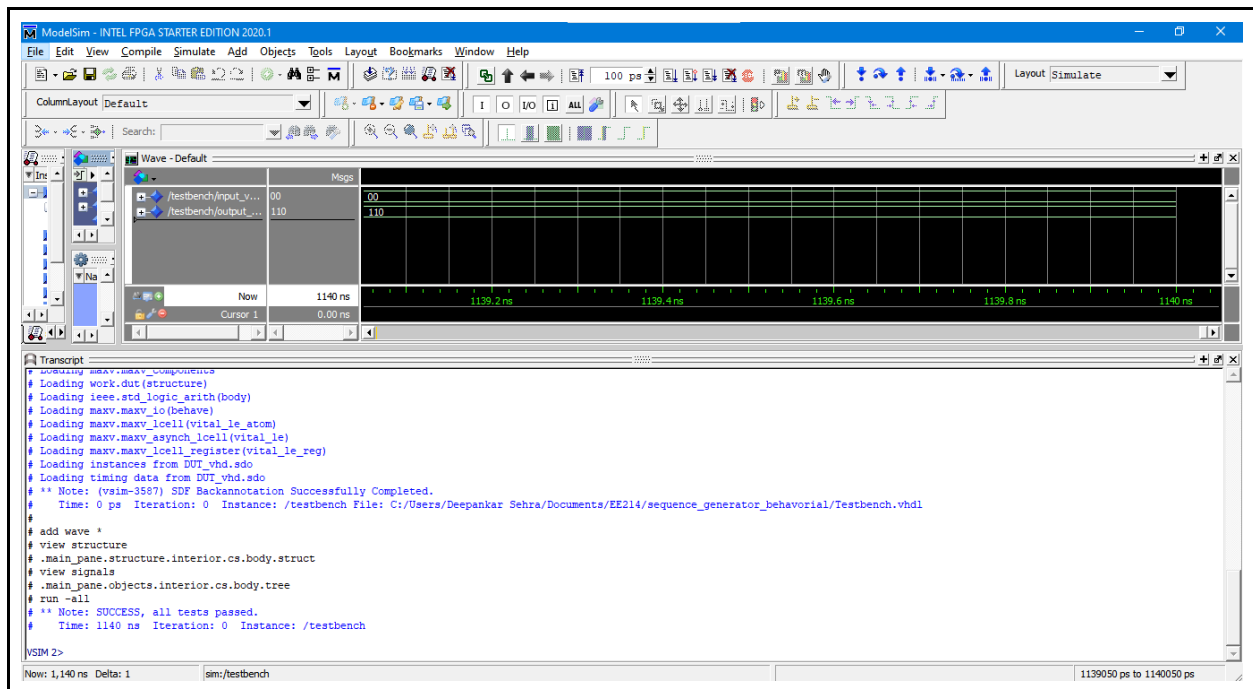 ModelSim - INTEL FPGA STARTER EDITION 2020.1
File Edit View Compile Simulate Add Objects Tools Layout Bookmarks Window Help
100 ps Layout Simulate
ColumnLayout Default I O I/O I ALL
Search:
Wave - Default
Ins Msgs
/testbench/input_v... 00 00
/testbench/output_... 110 110
Na
Now 1140 ns 1139.2 ns 1139.4 ns 1139.6 ns 1139.8 ns 1140 ns
Cursor 1 0.00 ns
Transcript
# Loading maxv.maxv_components
# Loading work.dut(structure)
# Loading ieee.std_logic_arith(body)
# Loading maxv.maxv_io(behave)
# Loading maxv.maxv_lcell(vital_le_atom)
# Loading maxv.maxv_asynch_lcell(vital_le)
# Loading maxv.maxv_lcell_register(vital_le_reg)
# Loading instances from DUT_vhd.sdo
# Loading timing data from DUT_vhd.sdo
# ** Note: (vsim-3587) SDF Backannotation Successfully Completed.
# Time: 0 ps Iteration: 0 Instance: /testbench File: C:/Users/Deepankar Sehra/Documents/EE214/sequence_generator_behavorial/Testbench.vhdl
#
# add wave *
# view structure
# .main_pane.structure.interior.cs.body.struct
# view signals
# .main_pane.objects.interior.cs.body.tree
# run -all
# ** Note: SUCCESS, all tests passed.
# Time: 1140 ns Iteration: 0 Instance: /testbench
VSIM 2>
Now: 1,140 ns Delta: 1 sim:/testbench 1139050 ps to 1140050 ps